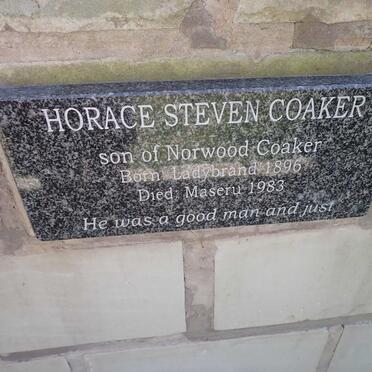 HORACE STEVEN COAKER
son of Norwood Coaker
Born: Ladybrand 1896
Died: Maseru 1983
He was a good man and just